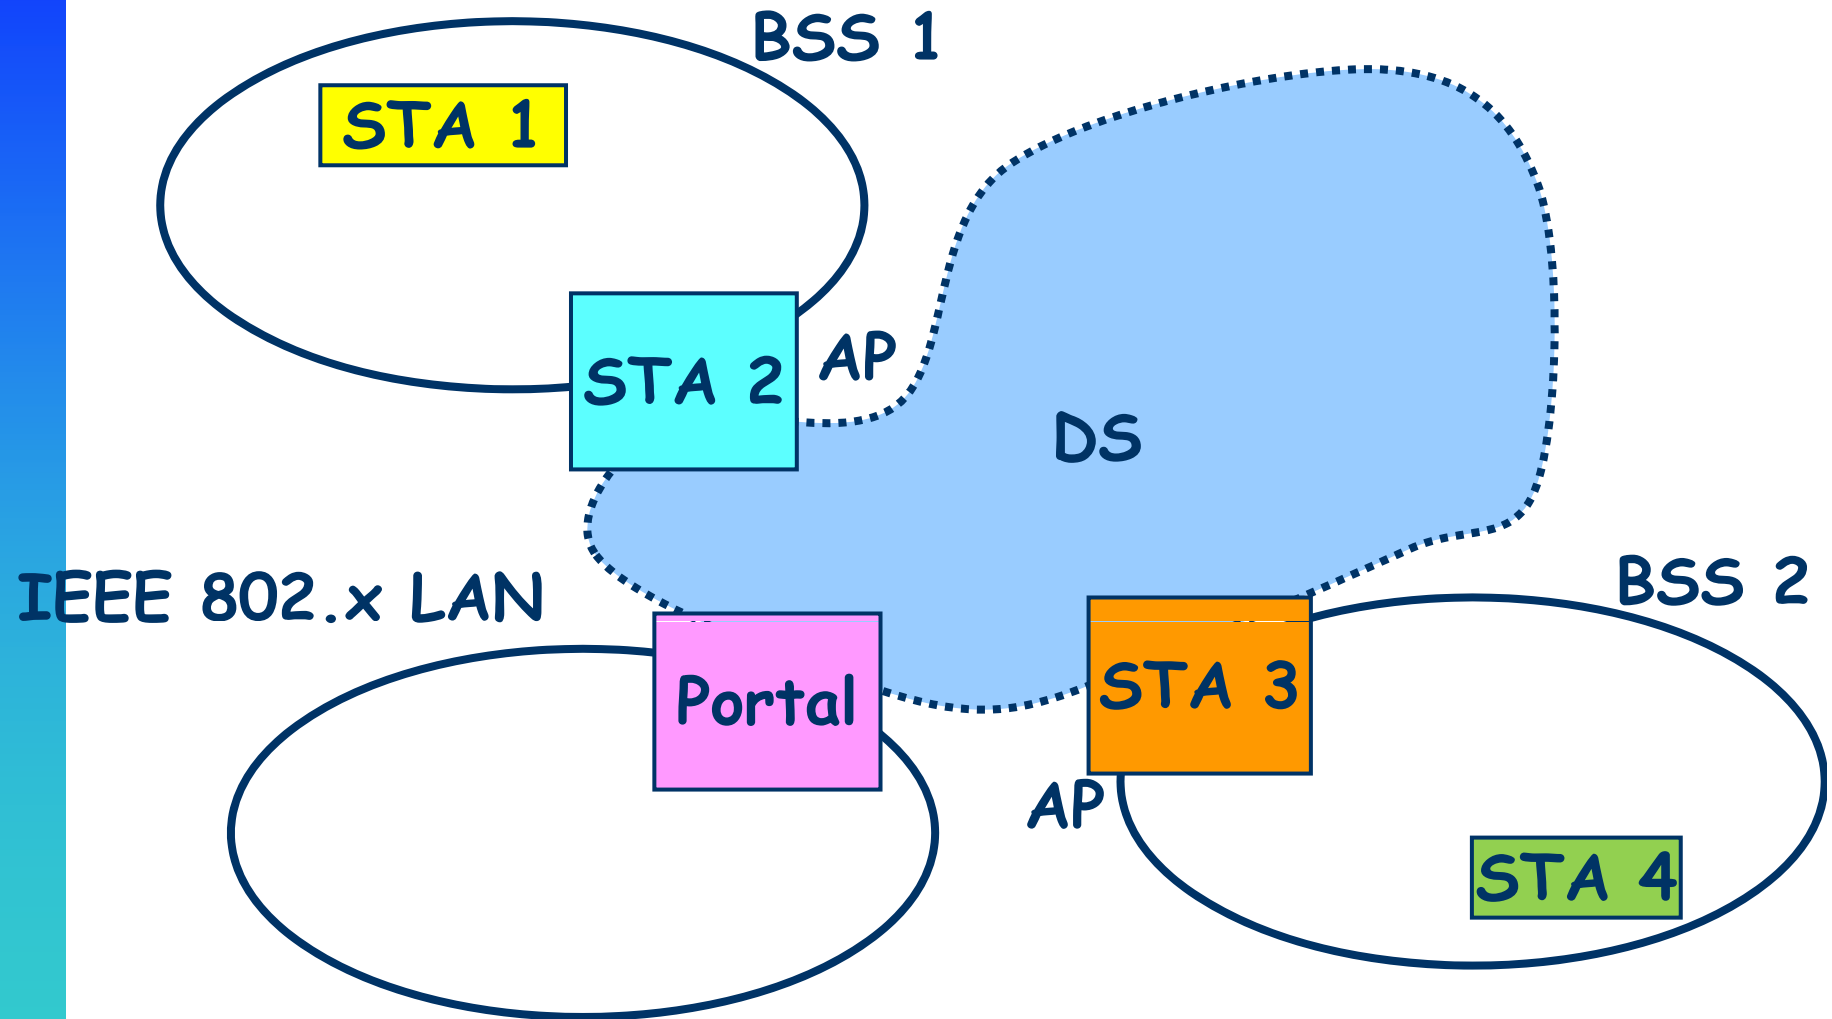 BSS 1
STA 1
AP
STA 2
DS
BSS 2
IEEE 802.x LAN
STA 3
Portal
AP
STA 4